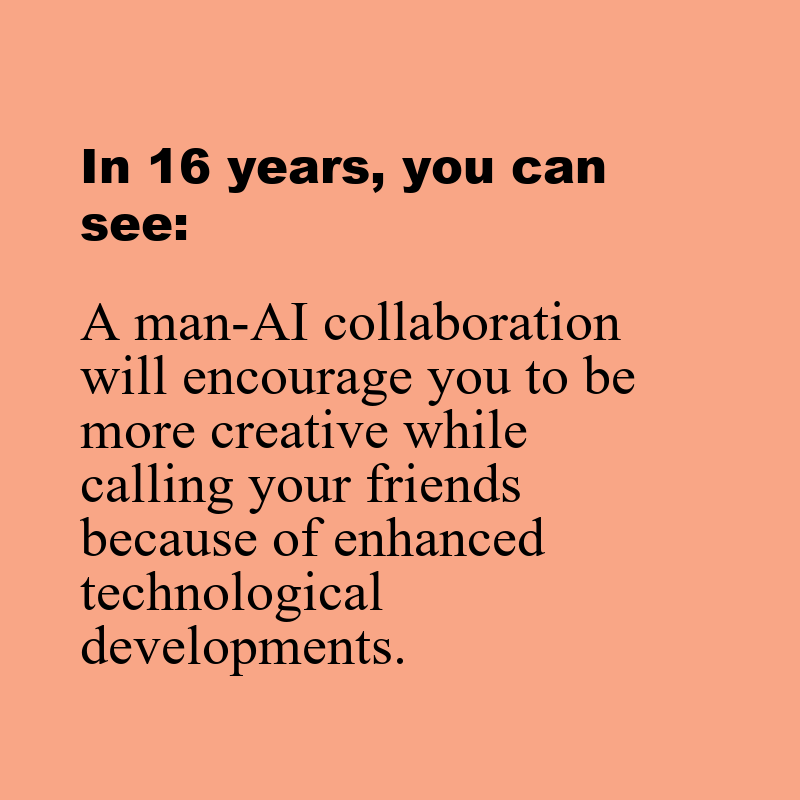 In 16 years, you can
see:
A man-AI collaboration
will encourage you to be
more creative while
calling your friends
because of enhanced
technological
developments.